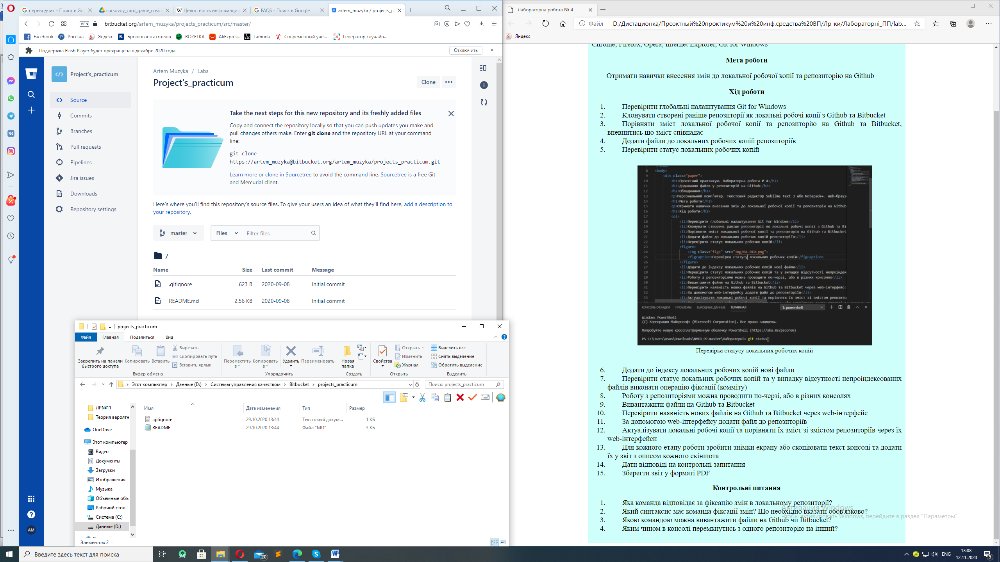 переводчик - Поиск в Goo
cursovoy_card_game_cosin
Целостность информации
FAQS - Поиск в Google
artem_muzyka / projects_p
VPN
bitbucket.org/artem_muzyka/projects_practicum/src/master/
Facebook
Price.ua
Яндекс
Бронювання готелів
ROZETKA
AliExpress
Lamoda
Современный уче...
Генератор случайн...
Поддержка Flash Player будет прекращена в декабре 2020 года.
Отключить
Project's_practicum
Source
Commits
Branches
Pull requests
Pipelines
Jira issues
Downloads
Repository settings
AM
Artem Muzyka / Labs
Project's_practicum
Clone
Take the next steps for this new repository and its freshly added files
Copy and connect the repository locally so that you can push updates you make and
pull changes others make. Enter git clone and the repository URL at your command
line:
git clone
https://artem_muzyka@bitbucket.org/artem_muzyka/projects_practicum.git
Learn more or clone in Sourcetree to avoid the command line. Sourcetree is a free Git
and Mercurial client.
Here's where you'll find this repository's source files. To give your users an idea of what they'll find here, add a description to
your repository.
master
Files
Filter files
/
Name Size Last commit Message
.gitignore 623 B 2020-09-08 Initial commit
README.md 2.56 KB 2020-09-08 Initial commit
projects_practicum
Файл
Главная
Поделиться
Вид
Закрепить на панели
быстрого доступа
Копировать
Вставить
Вырезать
Скопировать путь
Вставить ярлык
Буфер обмена
Переместить
в
Копировать
в
Удалить
Переименовать
Упорядочить
Новая
папка
Создать
Свойства
Открыть
Изменить
Журнал
Открыть
Выделить все
Снять выделение
Обратить выделение
Выделить
Этот компьютер
Данные (D:)
Системы управления качеством
Bitbucket
projects_practicum
Поиск: projects_practicum
ЛР№11
Теория вероятн
OneDrive
Этот компьютер
Видео
Документы
Загрузки
Изображения
Музыка
Объемные объе
Рабочий стол
Система (C:)
Данные (D:)
Имя Дата изменения Тип Размер
.gitignore 29.10.2020 13:44 Текстовый докум... 1 КБ
README 29.10.2020 13:44 Файл "MD" 3 КБ
Элементов: 2
Лабораторна робота № 4
Файл
D:/Дистационка/Проэктный%20проктикум%20и%20инф.средства%20ВП/Лр-ки/Лабораторні_ПП/lab...
Яндекс
Chrome, Firefox, Opera, Internet Explorer, Git for Windows
Мета роботи
Отримати навички внесення змін до локальної робочої копії та репозиторію на Github
Хід роботи
1. Перевірити глобальні налаштування Git for Windows
2. Клонувати створені раніше репозиторії як локальні робочі копії з Github та Bitbucket
3. Порівняти зміст локальної робочої копії та репозиторію на Github та Bitbucket,
впевнитись що зміст співпадає
4. Додати файли до локальних робочих копій репозиторіїв
5. Перевірити статус локальних робочих копій
8 <body>
9 <div class="paper">
10 <h1>Проектний практикум. Лабораторна робота № 4</h1>
11 <h2>Додавання файлів у репозиторій на Github</h2>
12 <h2>Обладнання</h2>
13 <p>Персональний комп'ютер. Текстовий редактор Sublime Text 3 або Notepad++. Web-брауз
14 <h2>Мета роботи</h2>
15 <p>Отримати навички внесення змін до локальної робочої копії та репозиторію на Github
16 <h2>Хід роботи</h2>
17 <ol>
18 <li>Перевірити глобальні налаштування Git for Windows</li>
19 <li>Клонувати створені раніше репозиторії як локальні робочі копії з Github та Bi
20 <li>Порівняти зміст локальної робочої копії та репозиторію на Github та Bitbucket
21 <li>Додати файли до локальних робочих копій репозиторіїв</li>
22 <li>Перевірити статус локальних робочих копій</li>
23 <figure>
24 <img class="figc" src="img/04-010.png">
25 <figcaption>Перевірка статусу локальних робочих копій</figcaption>
26 </figure>
27 <li>Додати до індексу локальних робочих копій нові файли</li>
28 <li>Перевірити статус локальних робочих копій та у випадку відсутності непроіндек
29 <li>Роботу з репозиторіями можна проводити по-черзі, або в різних консолях</li>
30 <li>Вивантажити файли на Github та Bitbucket</li>
31 <li>Перевірити наявність нових файлів на Github та Bitbucket через web-інтерфейс<
32 <li>За допомогою web-інтерфейсу додати файл до репозиторіїв</li>
33 <li>Актуалізувати локальні робочі копії та порівняти їх зміст зі змістом репозито
КОНСОЛЬ ОТЛАДКИ ПРОБЛЕМЫ ВЫХОДНЫЕ ДАННЫЕ ТЕРМИНАЛ 1: powershell
Windows PowerShell
(C) Корпорация Майкрософт (Microsoft Corporation). Все права защищены.
Попробуйте новую кроссплатформенную оболочку PowerShell (https://aka.ms/pscore6)
PS C:\Users\Asus\Downloads\NMKD_PP-master\Лабораторні> git status
Перевірка статусу локальних робочих копій
6. Додати до індексу локальних робочих копій нові файли
7. Перевірити статус локальних робочих копій та у випадку відсутності непроіндексованих
файлів виконати операцію фіксації (комміту)
8. Роботу з репозиторіями можна проводити по-черзі, або в різних консолях
9. Вивантажити файли на Github та Bitbucket
10. Перевірити наявність нових файлів на Github та Bitbucket через web-інтерфейс
11. За допомогою web-інтерфейсу додати файл до репозиторіїв
12. Актуалізувати локальні робочі копії та порівняти їх зміст зі змістом репозиторіїв через їх
web-інтерфейси
13. Для кожного етапу роботи зробити знімки екрану або скопіювати текст консолі та додати
їх у звіт з описом кожного скіншота
14. Дати відповіді на контрольні запитання
15. Зберегти звіт у форматі PDF
Контрольні питання
1. Яка команда відповідає за фіксацію змін в локальному репозиторії?
2. Який синтаксис має команда фіксації змін? Що необхідно вказати обов'язково?
3. Якою командою можна вивантажити файли на Github чи Bitbucket?
4. Яким чином в консолі перемкнутись з одного репозиторію на інший?
Активация Windows
Чтобы активировать Windows, перейдите в раздел "Параметры".
Введите здесь текст для поиска
20
ENG
13:08
12.11.2020
5